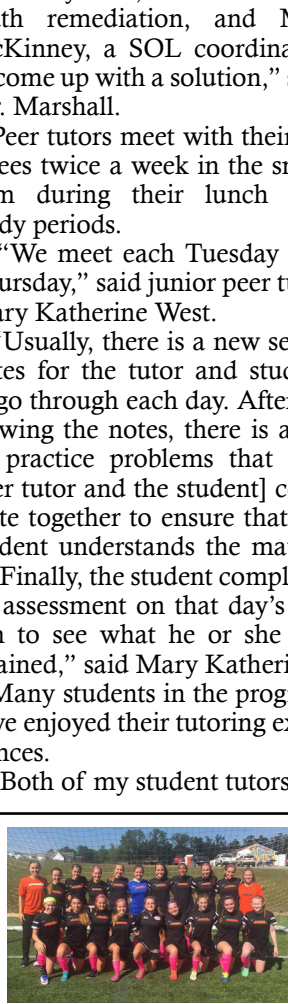 th remediation, and M
cKinney, a SOL coordina
come up with a solution,” s
r. Marshall.
Peer tutors meet with their
ees twice a week in the sm
m during their lunch
dy periods.
“We meet each Tuesday
ursday,” said junior peer tu
ary Katherine West.
“Usually, there is a new se
tes for the tutor and stud
go through each day. After
wing the notes, there is a
practice problems that
er tutor and the student] co
te together to ensure that
dent understands the mat
Finally, the student compl
assessment on that day’s
n to see what he or she
ained,” said Mary Katheri
Many students in the progr
ve enjoyed their tutoring ex
nces.
Both of my student tutors